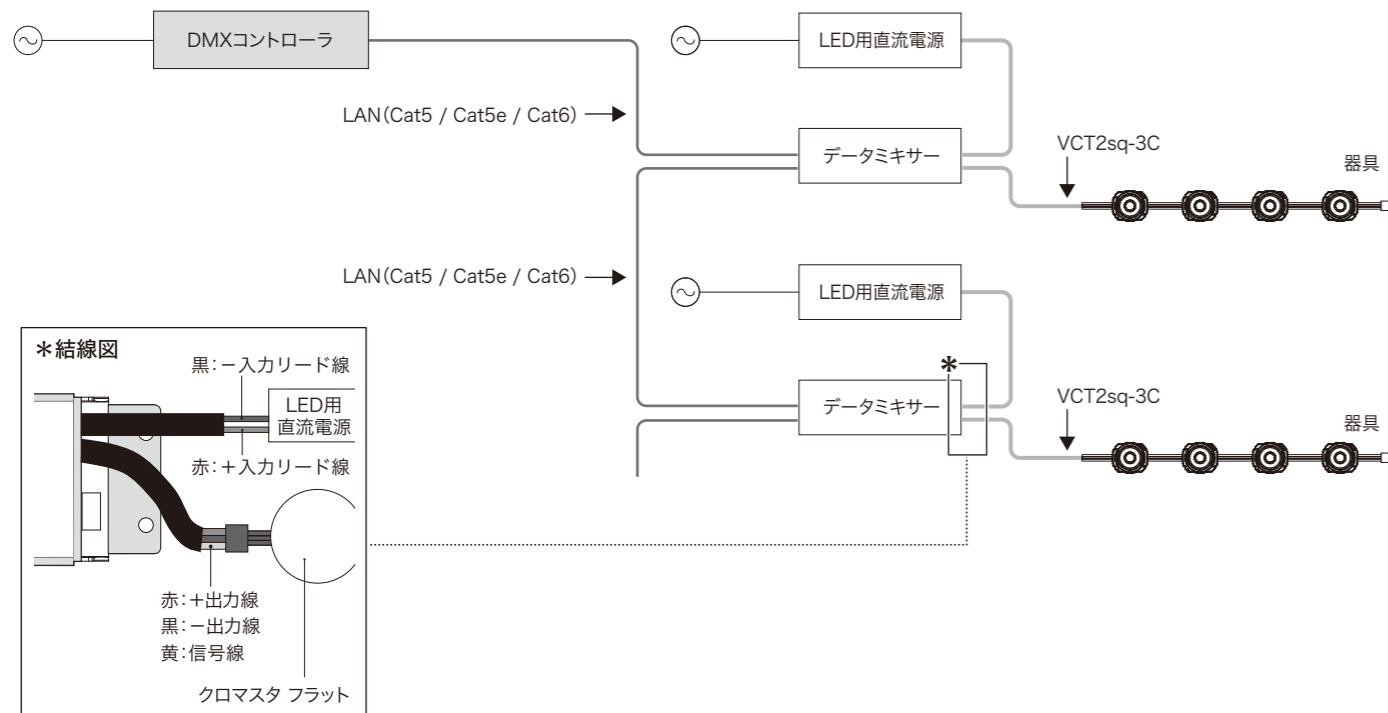 DMXコントローラ
LED用直流電源
LAN(Cat5 / Cat5e / Cat6)
データミキサー
VCT2sq-3C
器具
LAN(Cat5 / Cat5e / Cat6)
LED用直流電源
*
データミキサー
VCT2sq-3C
器具
*結線図
黒:−入力リード線
LED用
直流電源
赤:+入力リード線
赤:+出力線
黒:−出力線
黄:信号線
クロマスタ フラット